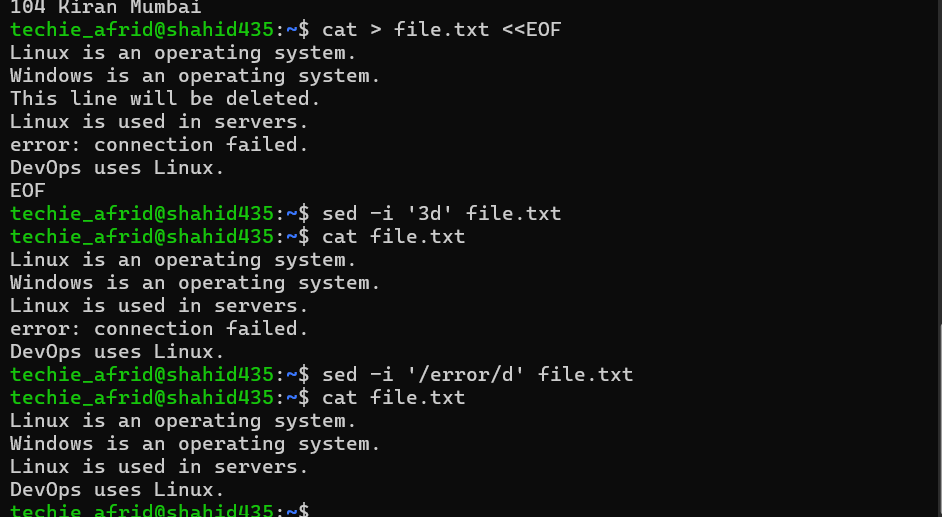 104 Kiran Mumbai
techie_afrid@shahid435:~$ cat > file.txt <<EOF
Linux is an operating system.
Windows is an operating system.
This line will be deleted.
Linux is used in servers.
error: connection failed.
DevOps uses Linux.
EOF
techie_afrid@shahid435:~$ sed -i '3d' file.txt
techie_afrid@shahid435:~$ cat file.txt
Linux is an operating system.
Windows is an operating system.
Linux is used in servers.
error: connection failed.
DevOps uses Linux.
techie_afrid@shahid435:~$ sed -i '/error/d' file.txt
techie_afrid@shahid435:~$ cat file.txt
Linux is an operating system.
Windows is an operating system.
Linux is used in servers.
DevOps uses Linux.
techie_afrid@shahid435:~$